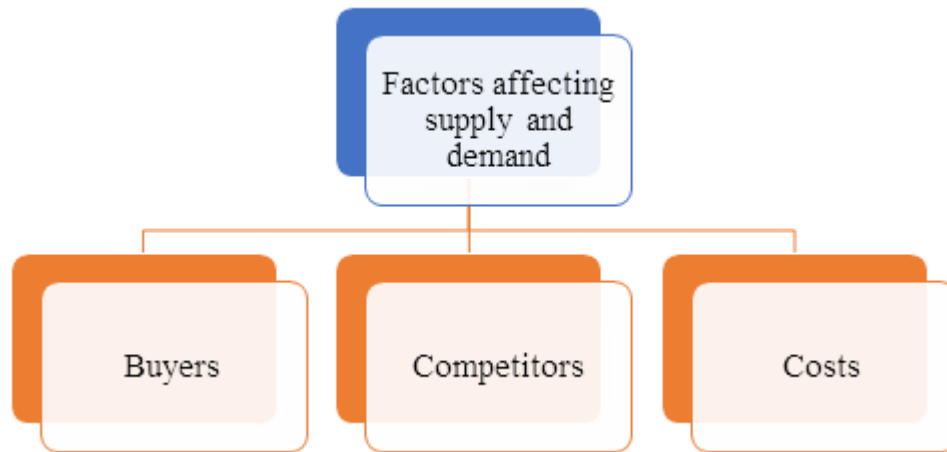 Factors affecting
supply and
demand
Buyers
Competitors
Costs